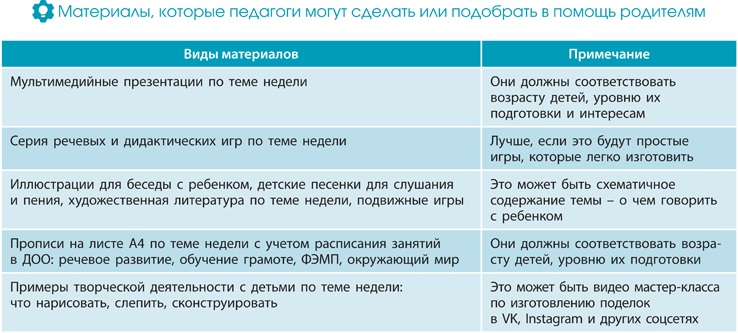 Материалы, которые педагоги могут сделать или подобрать в помощь родителям
Виды материалов
Примечание
Мультимедийные презентации по теме недели
Они должны соответствовать
возрасту детей, уровню их
подготовки и интересам
Серия речевых и дидактических игр по теме недели
Лучше, если это будут простые
игры, которые легко изготовить
Иллюстрации для беседы с ребенком, детские песенки для слушания
и пения, художественная литература по теме недели, подвижные игры
Это может быть схематичное
содержание темы – о чем говорить
с ребенком
Прописи на листе А4 по теме недели с учетом расписания занятий
в ДОО: речевое развитие, обучение грамоте, ФЭМП, окружающий мир
Они должны соответствовать возра-
сту детей, уровню их подготовки
Примеры творческой деятельности с детьми по теме недели:
что нарисовать, слепить, сконструировать
Это может быть видео мастер-класса
по изготовлению поделок
в VK, Instagram и других соцсетях